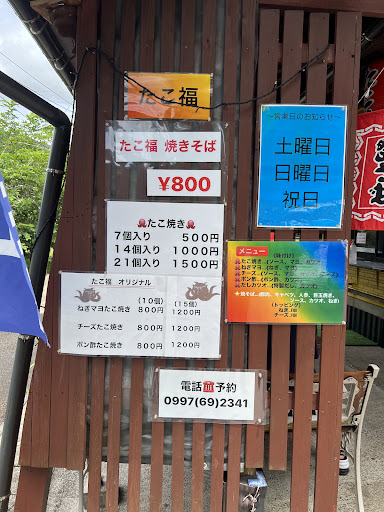 たこ福
たこ福 焼きそば
¥800
～営業日のお知らせ～
土曜日
日曜日
祝日
たこ焼き
7個入り 500円
14個入り 1000円
21個入り 1500円
たこ福 オリジナル
(10個) (15個)
ねぎマヨたこ焼き 800円 1200円
チーズたこ焼き 800円 1200円
ポン酢たこ焼き 800円 1200円
メニュー
(トッピング)
電話予約
0997(69)2341